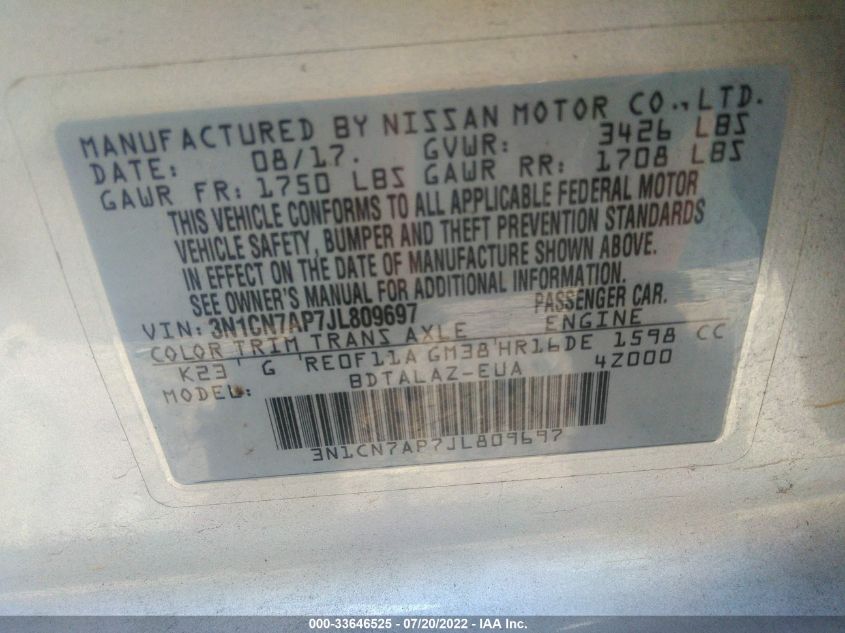 MANUFACTURED BY NISSAN MOTOR CO., LTD.
DATE: 08/17. GVWR: 3426 LBS
GAWR FR: 1750 LBS GAWR RR: 1708 LBS
THIS VEHICLE CONFORMS TO ALL APPLICABLE FEDERAL MOTOR
VEHICLE SAFETY, BUMPER AND THEFT PREVENTION STANDARDS
IN EFFECT ON THE DATE OF MANUFACTURE SHOWN ABOVE.
SEE OWNER'S MANUAL FOR ADDITIONAL INFORMATION.
VIN: 3N1CN7AP7JL809697 PASSENGER CAR.
COLOR TRIM TRANS AXLE ENGINE
K23 G RE0F11A GM38 HR16DE 1598 CC
MODEL: BDTALAZ-EUA 4Z000
3N1CN7AP7JL809697
000-33646525 - 07/20/2022 - IAA Inc.